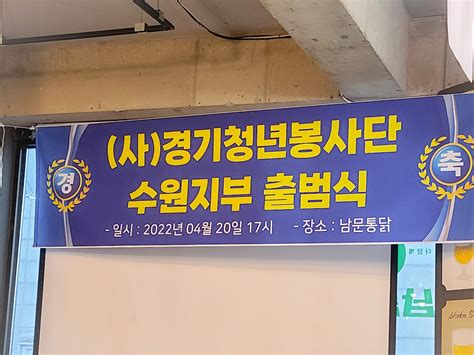 경 (사)경기청년봉사단 축
수원지부 출범식
- 일시 : 2022년 04월 20일 17시 - 장소 : 남문통닭